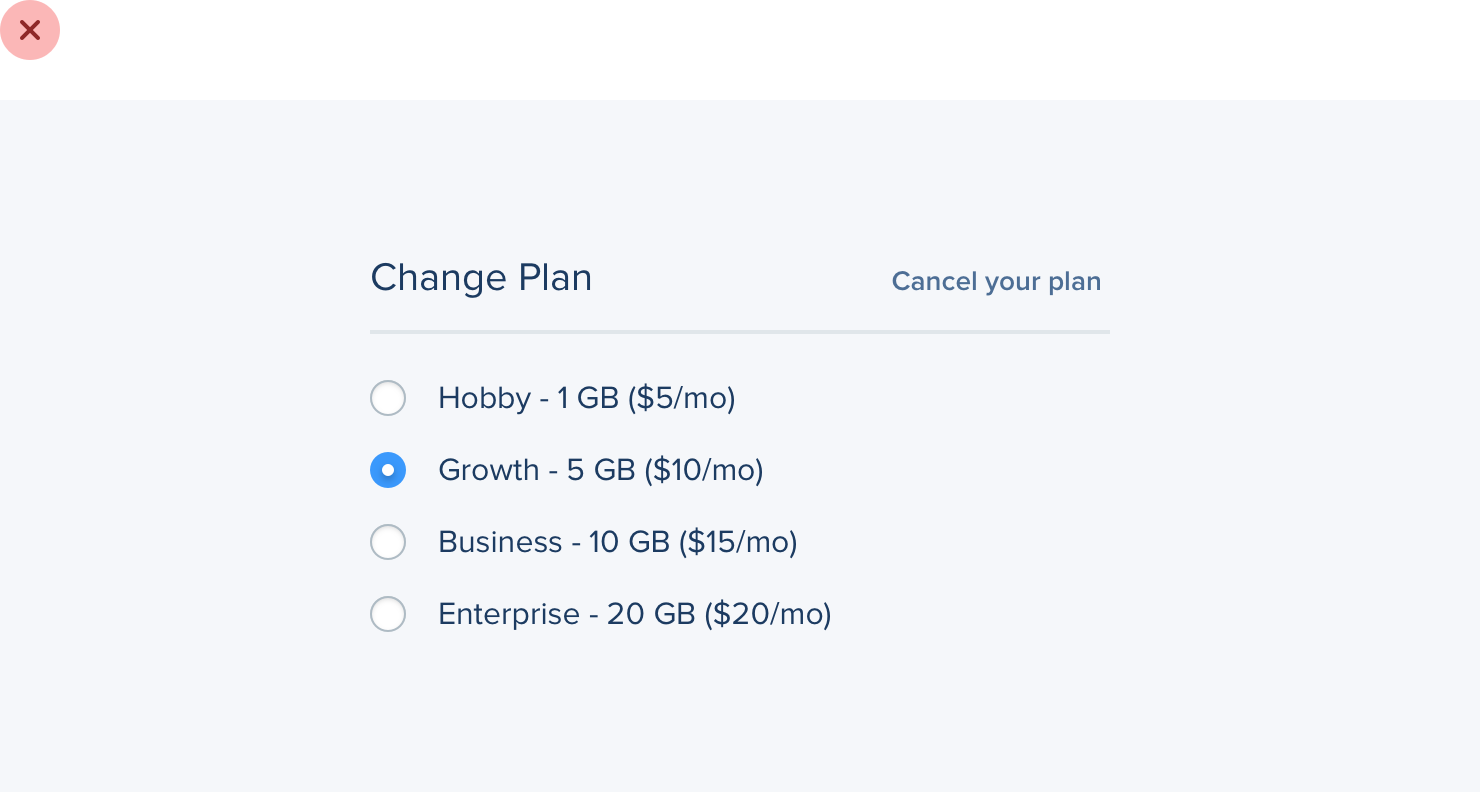 Change Plan
Cancel your plan
Hobby - 1 GB ($5/mo)
Growth - 5 GB ($10/mo)
Business - 10 GB ($15/mo)
Enterprise - 20 GB ($20/mo)